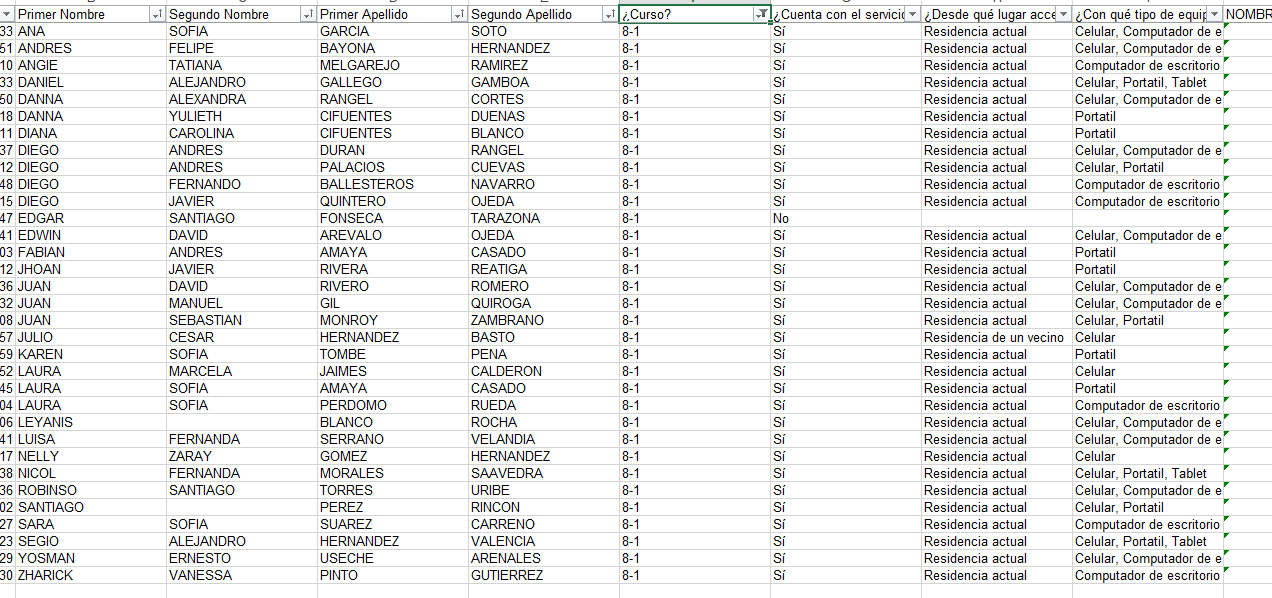 Primer Nombre Segundo Nombre Primer Apellido Segundo Apellido ¿Curso? ¿Cuenta con el servicio ¿Desde qué lugar acce ¿Con qué tipo de equip NOMBR
33 ANA SOFIA GARCIA SOTO 8-1 Sí Residencia actual Celular, Computador de e
51 ANDRES FELIPE BAYONA HERNANDEZ 8-1 Sí Residencia actual Celular, Computador de e
10 ANGIE TATIANA MELGAREJO RAMIREZ 8-1 Sí Residencia actual Computador de escritorio
33 DANIEL ALEJANDRO GALLEGO GAMBOA 8-1 Sí Residencia actual Celular, Portatil, Tablet
50 DANNA ALEXANDRA RANGEL CORTES 8-1 Sí Residencia actual Celular, Computador de e
18 DANNA YULIETH CIFUENTES DUENAS 8-1 Sí Residencia actual Portatil
11 DIANA CAROLINA CIFUENTES BLANCO 8-1 Sí Residencia actual Portatil
37 DIEGO ANDRES DURAN RANGEL 8-1 Sí Residencia actual Celular, Computador de e
12 DIEGO ANDRES PALACIOS CUEVAS 8-1 Sí Residencia actual Celular, Portatil
48 DIEGO FERNANDO BALLESTEROS NAVARRO 8-1 Sí Residencia actual Computador de escritorio
15 DIEGO JAVIER QUINTERO OJEDA 8-1 Sí Residencia actual Computador de escritorio
47 EDGAR SANTIAGO FONSECA TARAZONA 8-1 No
41 EDWIN DAVID AREVALO OJEDA 8-1 Sí Residencia actual Celular, Computador de e
03 FABIAN ANDRES AMAYA CASADO 8-1 Sí Residencia actual Portatil
12 JHOAN JAVIER RIVERA REATIGA 8-1 Sí Residencia actual Portatil
36 JUAN DAVID RIVERO ROMERO 8-1 Sí Residencia actual Celular, Computador de e
32 JUAN MANUEL GIL QUIROGA 8-1 Sí Residencia actual Celular, Computador de e
08 JUAN SEBASTIAN MONROY ZAMBRANO 8-1 Sí Residencia actual Celular, Portatil
57 JULIO CESAR HERNANDEZ BASTO 8-1 Sí Residencia de un vecino Celular
59 KAREN SOFIA TOMBE PENA 8-1 Sí Residencia actual Portatil
52 LAURA MARCELA JAIMES CALDERON 8-1 Sí Residencia actual Celular
45 LAURA SOFIA AMAYA CASADO 8-1 Sí Residencia actual Portatil
04 LAURA SOFIA PERDOMO RUEDA 8-1 Sí Residencia actual Computador de escritorio
06 LEYANIS BLANCO ROCHA 8-1 Sí Residencia actual Celular, Computador de e
41 LUISA FERNANDA SERRANO VELANDIA 8-1 Sí Residencia actual Celular, Computador de e
17 NELLY ZARAY GOMEZ HERNANDEZ 8-1 Sí Residencia actual Celular
38 NICOL FERNANDA MORALES SAAVEDRA 8-1 Sí Residencia actual Celular, Portatil, Tablet
36 ROBINSO SANTIAGO TORRES URIBE 8-1 Sí Residencia actual Celular, Computador de e
02 SANTIAGO PEREZ RINCON 8-1 Sí Residencia actual Celular, Portatil
27 SARA SOFIA SUAREZ CARRENO 8-1 Sí Residencia actual Computador de escritorio
23 SEGIO ALEJANDRO HERNANDEZ VALENCIA 8-1 Sí Residencia actual Celular, Portatil, Tablet
29 YOSMAN ERNESTO USECHE ARENALES 8-1 Sí Residencia actual Celular, Computador de e
30 ZHARICK VANESSA PINTO GUTIERREZ 8-1 Sí Residencia actual Computador de escritorio